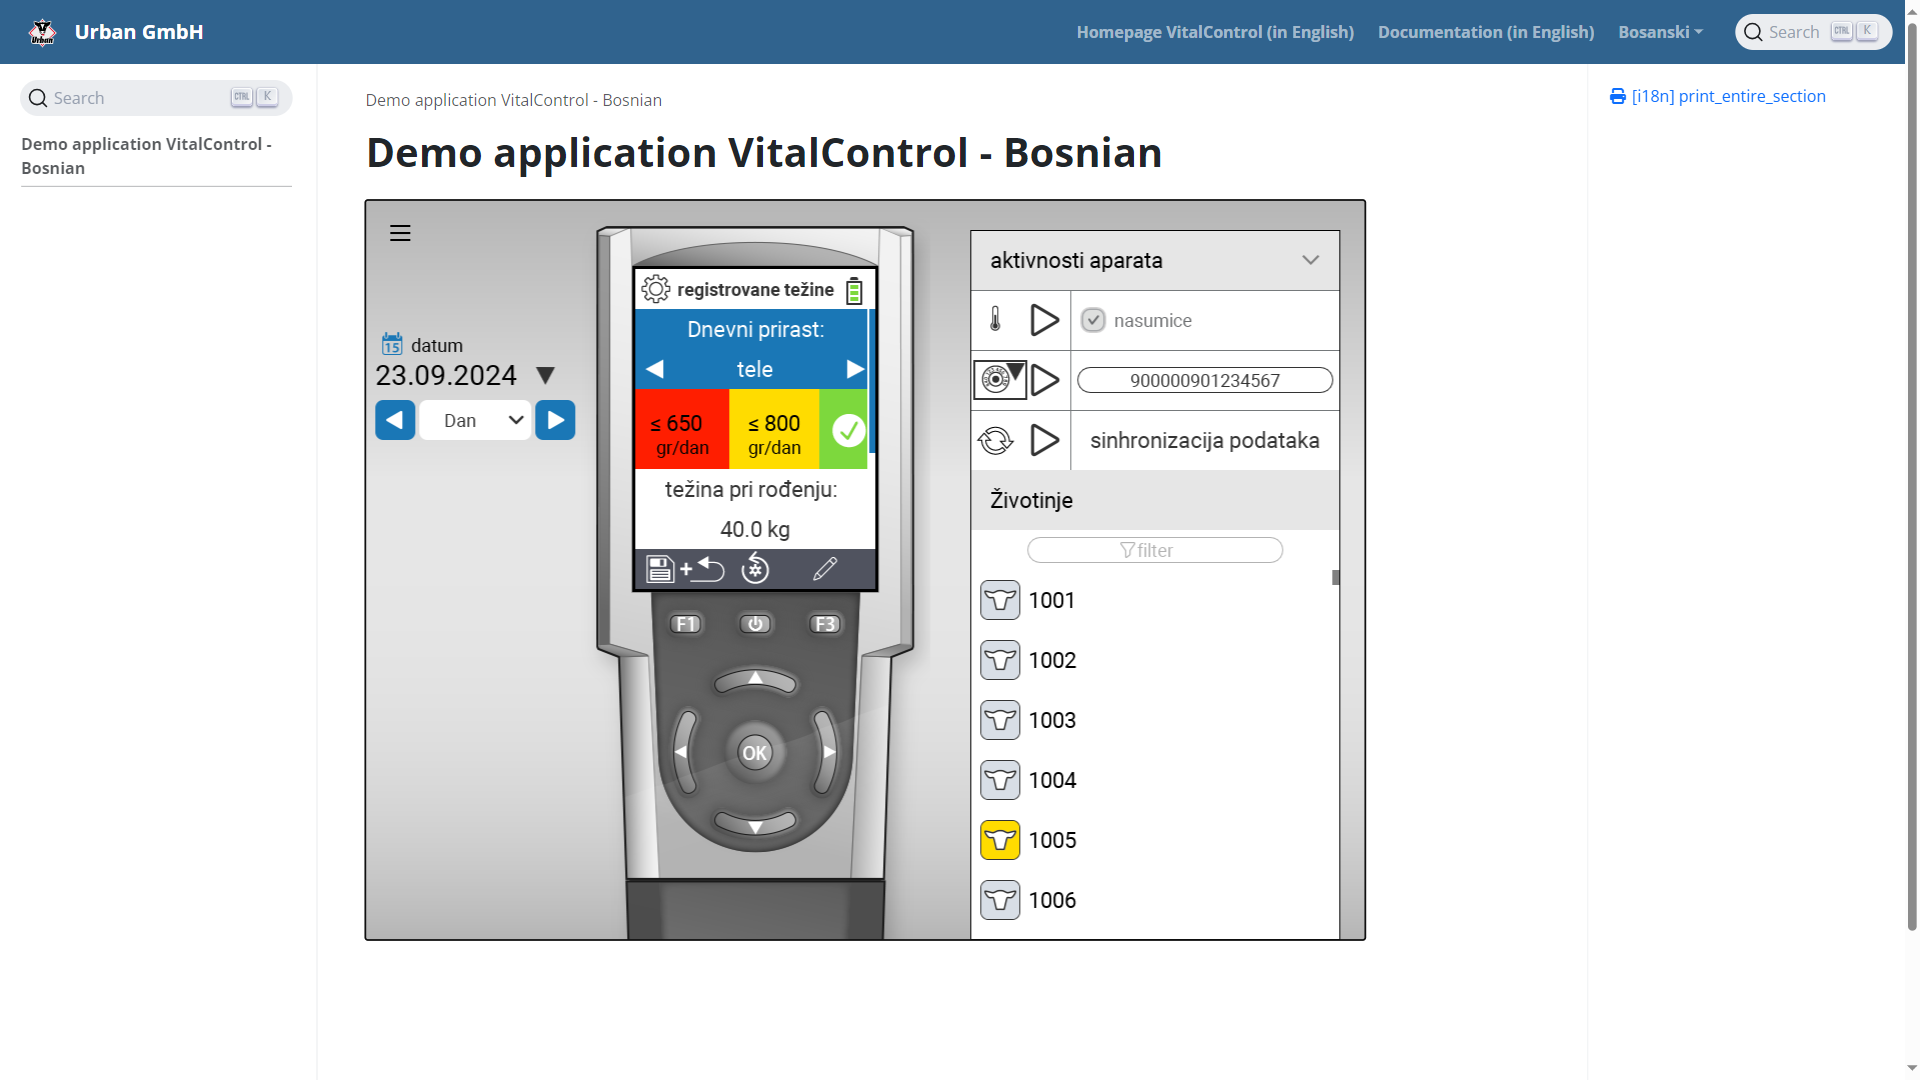 Urban GmbH
Homepage VitalControl (in English)
Documentation (in English)
Bosanski
Search
CTRL K
Search
CTRL K
Demo application VitalControl -
Bosnian
Demo application VitalControl - Bosnian
Demo application VitalControl - Bosnian
[i18n] print_entire_section
15 datum
23.09.2024
Dan
registrovane težine
Dnevni prirast:
tele
≤ 650
gr/dan
≤ 800
gr/dan
težina pri rođenju:
40.0 kg
F1
F3
OK
aktivnosti aparata
nasumice
900000901234567
sinhronizacija podataka
Životinje
filter
1001
1002
1003
1004
1005
1006